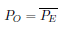 $P_O = \overline{P_E}$